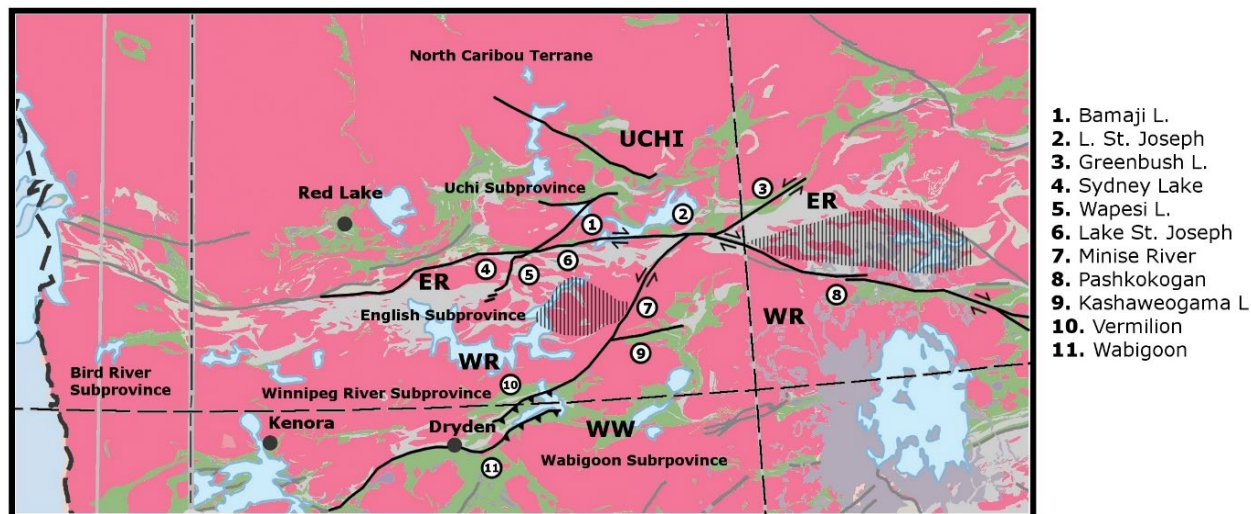 North Caribou Terrane
UCHI
Red Lake
Uchi Subprovince
3
ER
1
2
4
5
6
ER
English Subprovince
7
8
WR
WR
9
Bird River
Subprovince
Winnipeg River Subprovince
10
Kenora
Dryden
WW
11
Wabigoon Subrpovince
1. Bamaji L.
2. L. St. Joseph
3. Greenbush L.
4. Sydney Lake
5. Wapesi L.
6. Lake St. Joseph
7. Minise River
8. Pashkokogan
9. Kashaweogama L
10. Vermilion
11. Wabigoon